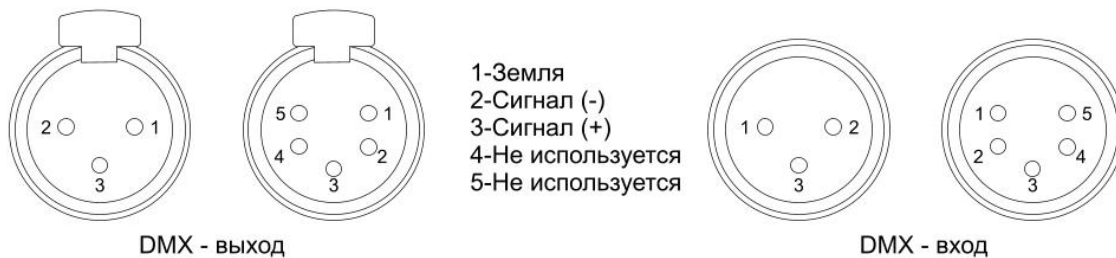 2 1
3
5 1
4 2
3
1-Земля
2-Сигнал (-)
3-Сигнал (+)
4-Не используется
5-Не используется
1 2
3
1 5
2 4
3
DMX - выход
DMX - вход